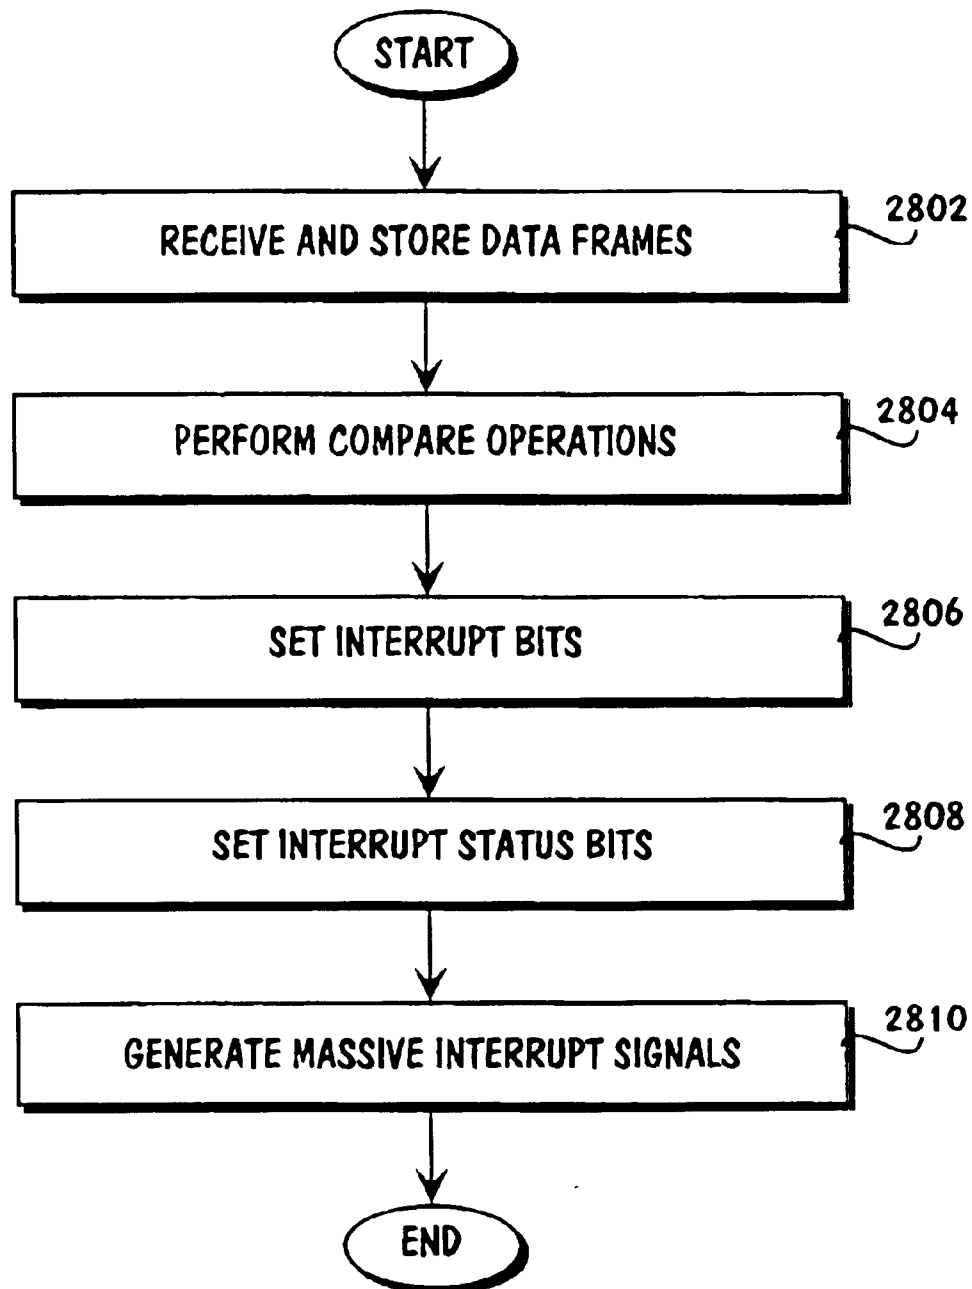 START
RECEIVE AND STORE DATA FRAMES
2802
PERFORM COMPARE OPERATIONS
2804
SET INTERRUPT BITS
2806
SET INTERRUPT STATUS BITS
2808
GENERATE MASSIVE INTERRUPT SIGNALS
2810
END